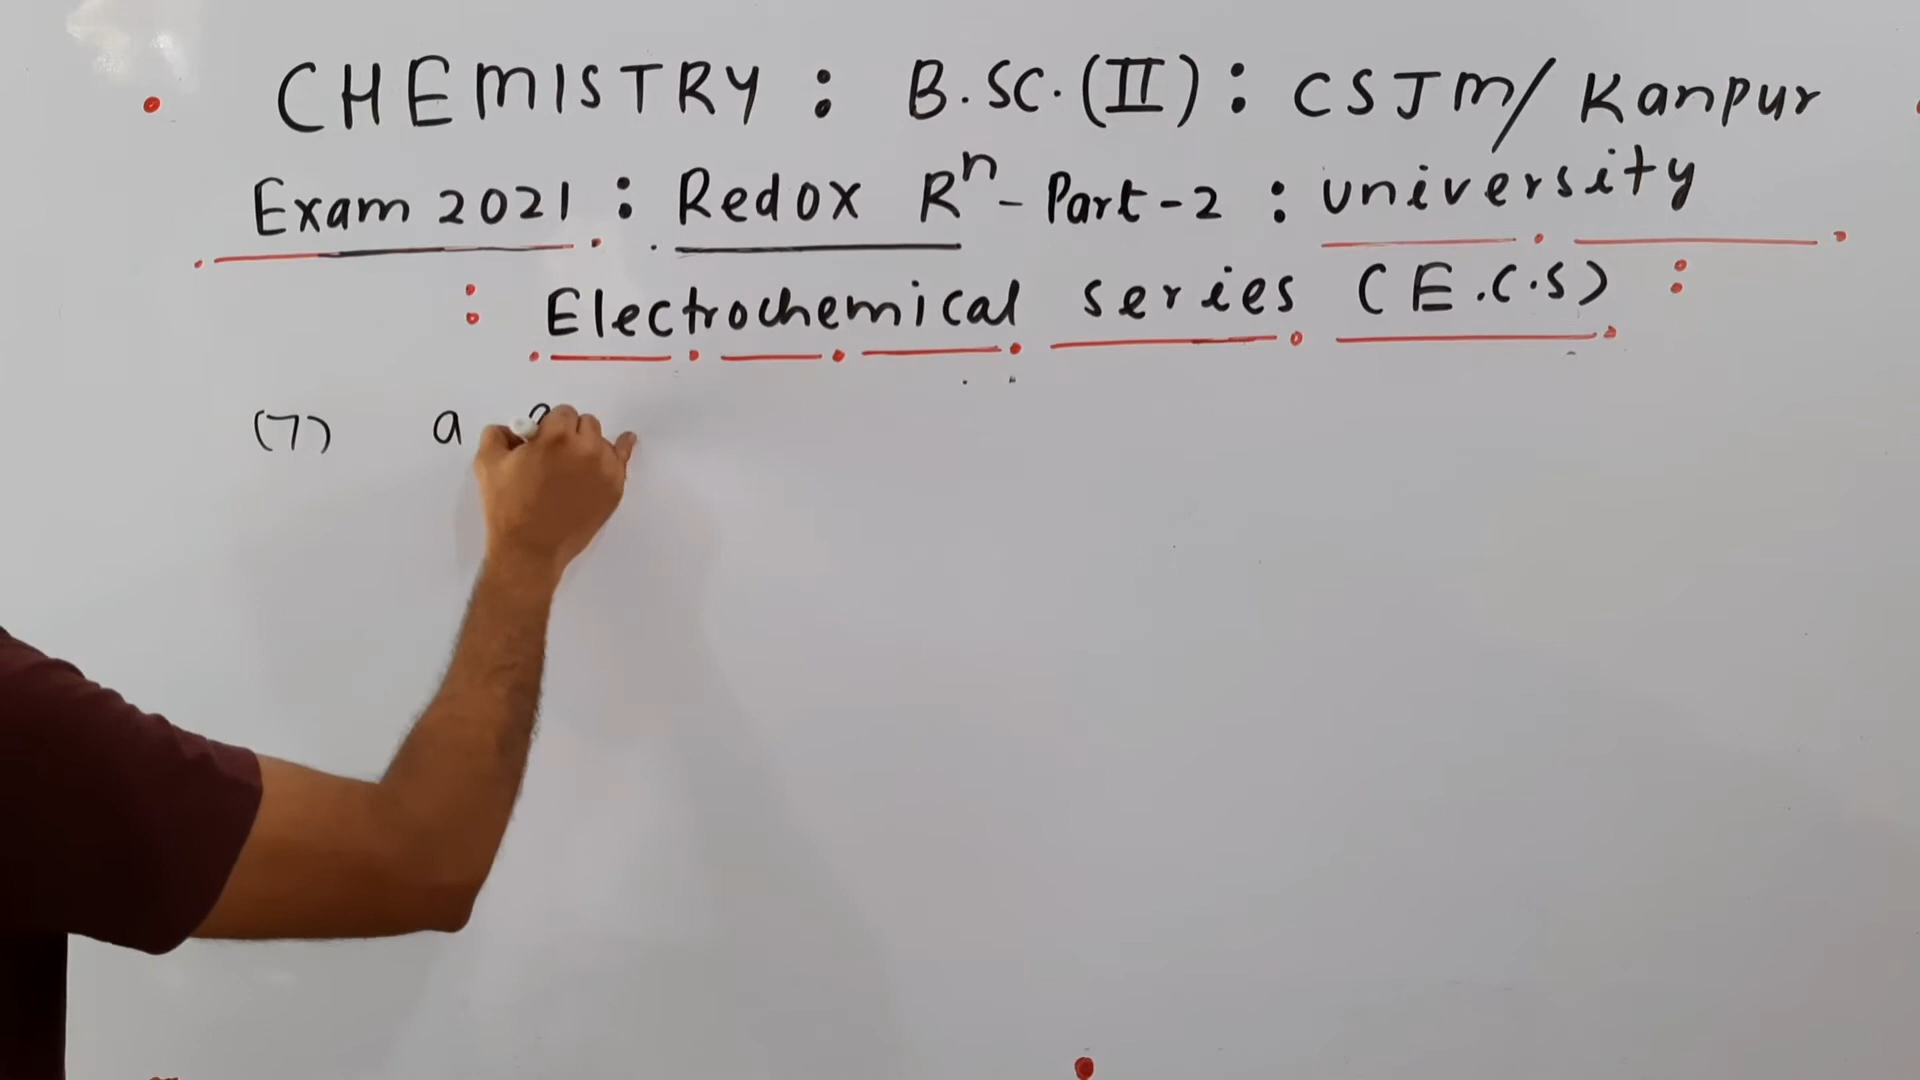 CHEMISTRY : B.SC.(II) : CSJM/Kanpur
Exam 2021 : Redox Rⁿ - Part-2 : university
: Electrochemical series (E.C.S) :
(7) a